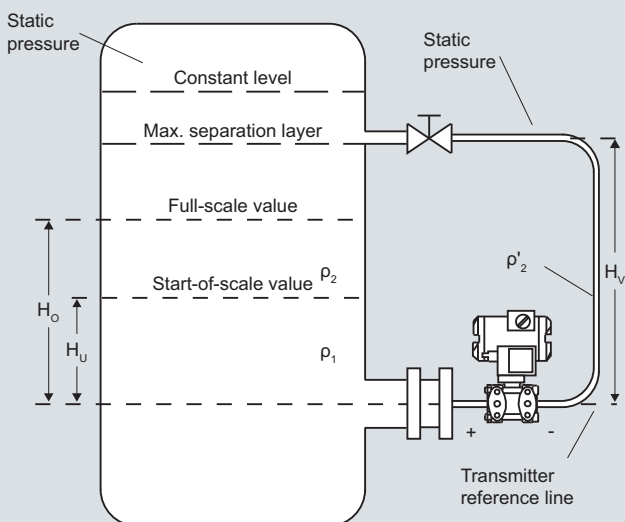 Static
pressure
Constant level
Static
pressure
Max. separation layer
Full-scale value
Start-of-scale value
ρ₂
ρ'₂
H_V
H_O
H_U
ρ₁
+
-
Transmitter
reference line